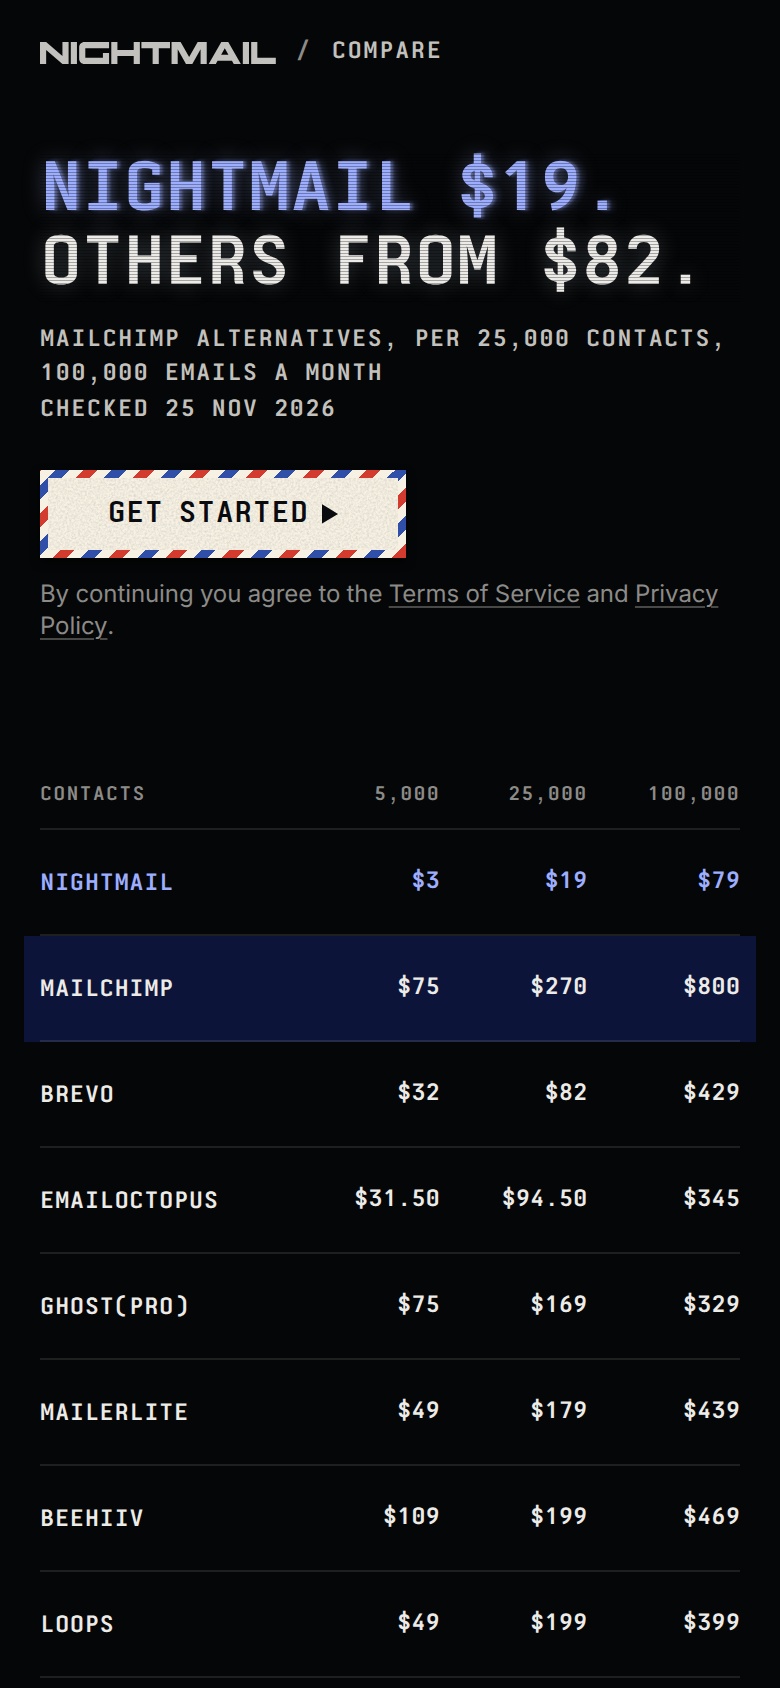 NIGHTMAIL / COMPARE
NIGHTMAIL $19.
OTHERS FROM $82.
MAILCHIMP ALTERNATIVES, PER 25,000 CONTACTS,
100,000 EMAILS A MONTH
CHECKED 25 NOV 2026
GET STARTED ▶
By continuing you agree to the Terms of Service and Privacy
Policy.
CONTACTS 5,000 25,000 100,000
NIGHTMAIL $3 $19 $79
MAILCHIMP $75 $270 $800
BREVO $32 $82 $429
EMAILOCTOPUS $31.50 $94.50 $345
GHOST(PRO) $75 $169 $329
MAILERLITE $49 $179 $439
BEEHIIV $109 $199 $469
LOOPS $49 $199 $399